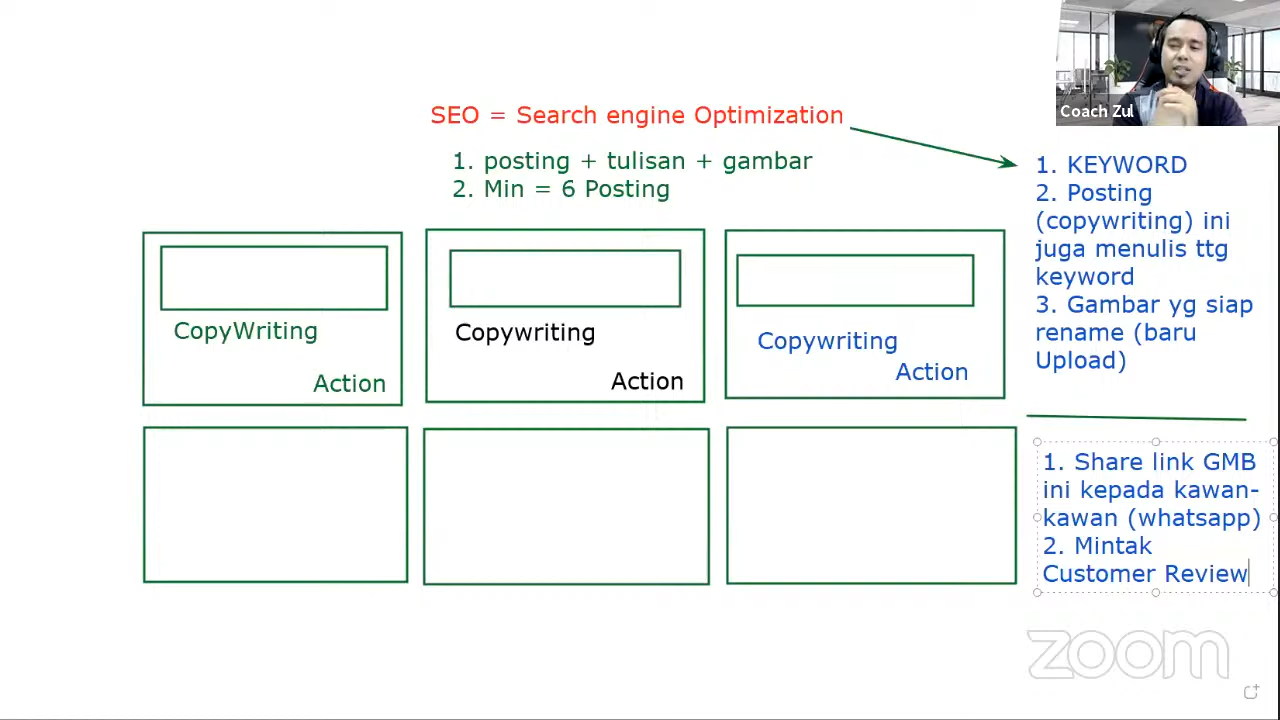 Coach Zul
SEO = Search engine Optimization
1. posting + tulisan + gambar
2. Min = 6 Posting
CopyWriting
Action
Copywriting
Action
Copywriting
Action
1. KEYWORD
2. Posting
(copywriting) ini
juga menulis ttg
keyword
3. Gambar yg siap
rename (baru
Upload)
1. Share link GMB
ini kepada kawan-
kawan (whatsapp)
2. Mintak
Customer Review
zoom